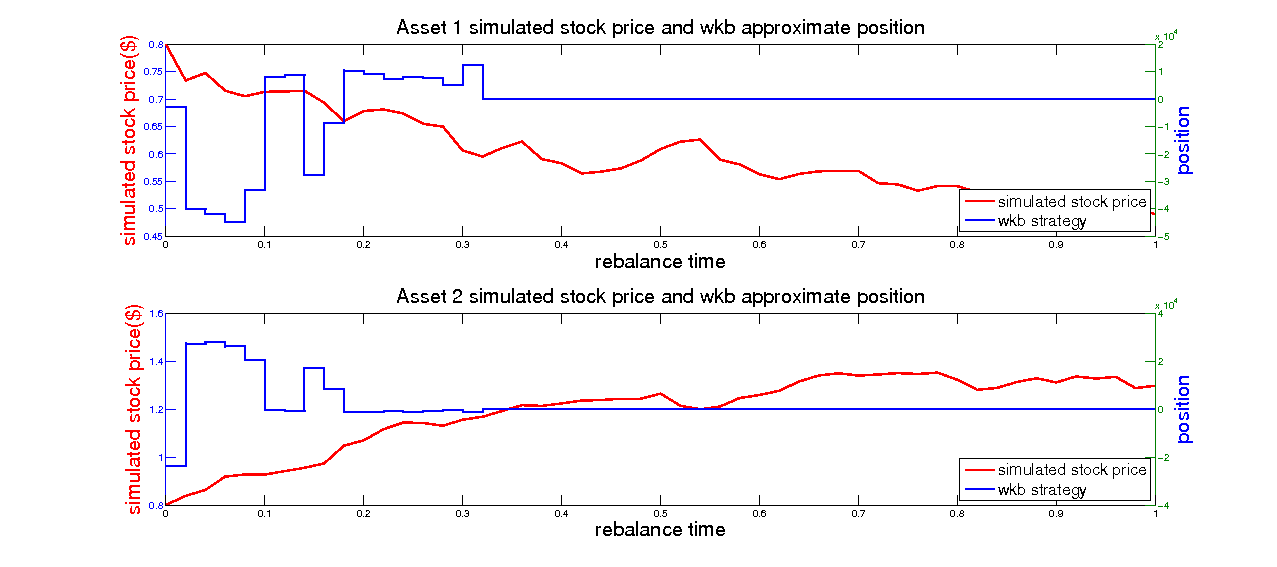 Asset 1 simulated stock price and wkb approximate position
x 10^4
simulated stock price($)
0.8
0.75
0.7
0.65
0.6
0.55
0.5
0.45
2
1
0
−1
−2
−3
−4
−5
position
simulated stock price
wkb strategy
0 0.1 0.2 0.3 0.4 0.5 0.6 0.7 0.8 0.9 1
rebalance time
Asset 2 simulated stock price and wkb approximate position
x 10^4
simulated stock price($)
1.6
1.4
1.2
1
0.8
4
2
0
−2
−4
position
simulated stock price
wkb strategy
0 0.1 0.2 0.3 0.4 0.5 0.6 0.7 0.8 0.9 1
rebalance time